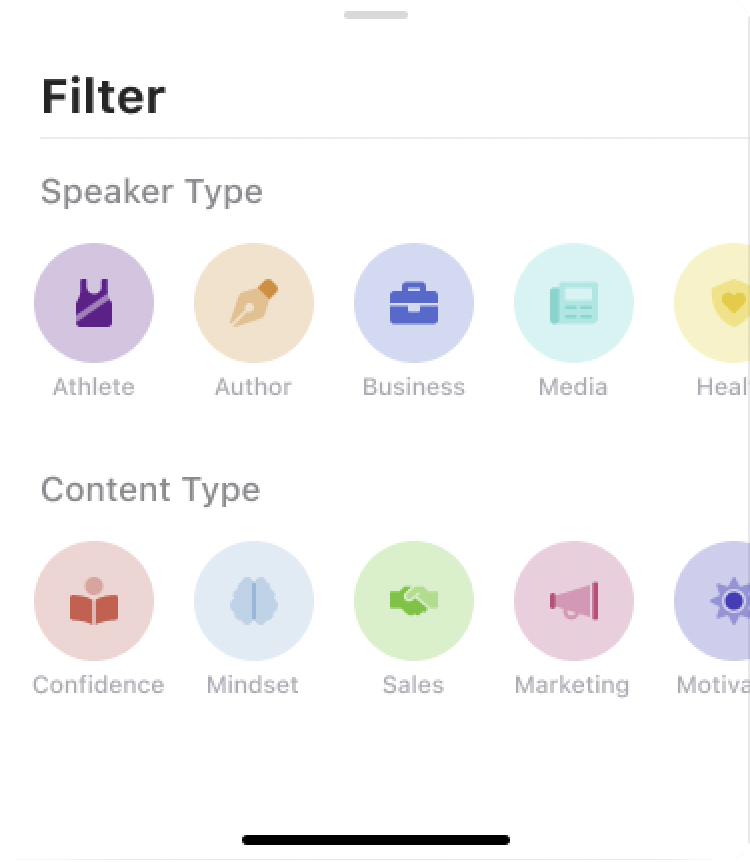 Filter
Speaker Type
Athlete Author Business Media Heal
Content Type
Confidence Mindset Sales Marketing Motiva